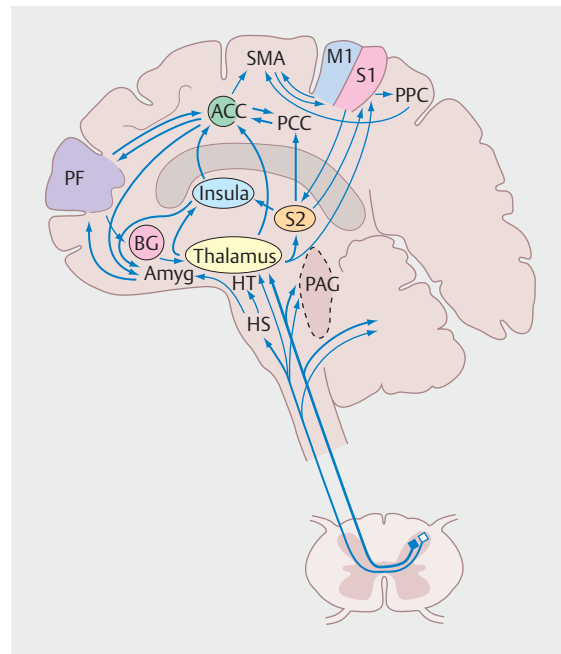 SMA
M1
S1
PPC
ACC
PCC
PF
Insula
S2
BG
Thalamus
Amyg
HT
PAG
HS